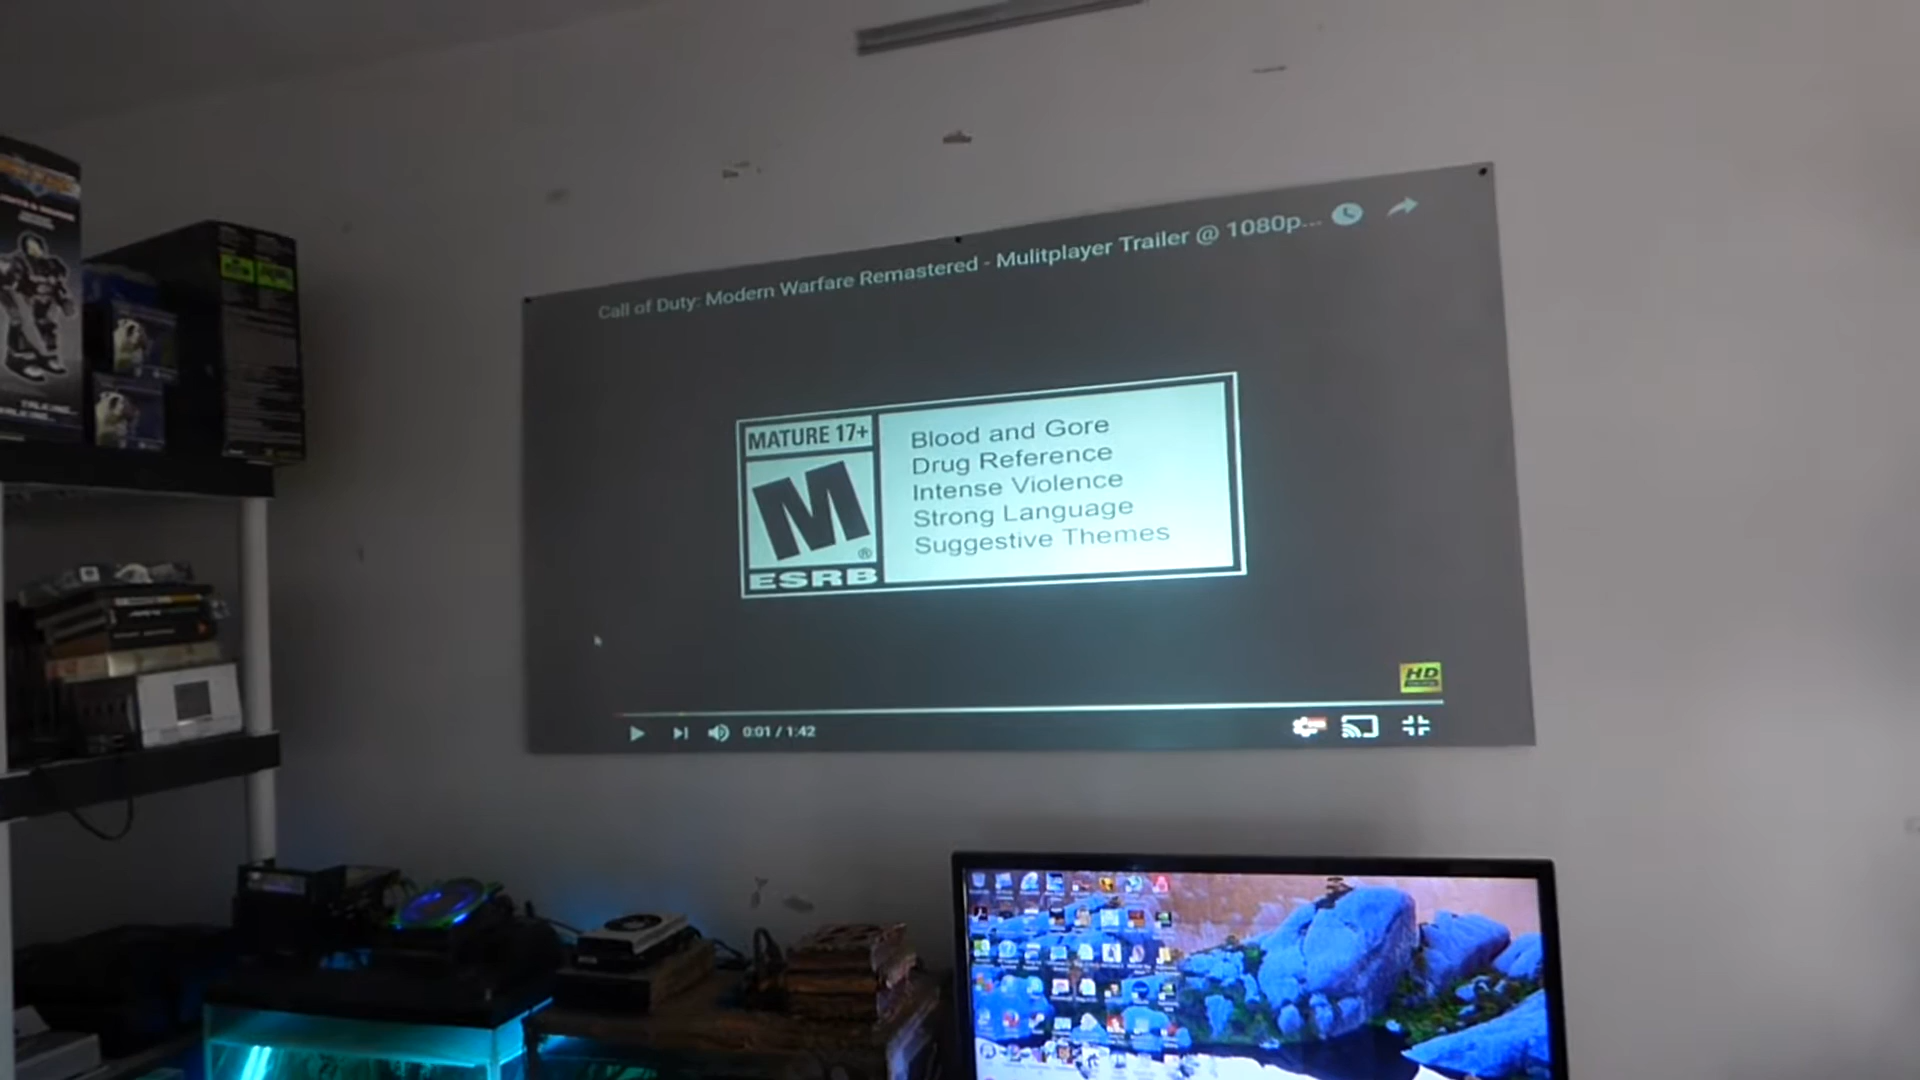 Call of Duty: Modern Warfare Remastered - Mulitplayer Trailer @ 1080p...
MATURE 17+
M
®
ESRB
Blood and Gore
Drug Reference
Intense Violence
Strong Language
Suggestive Themes
HD
0:01 / 1:42